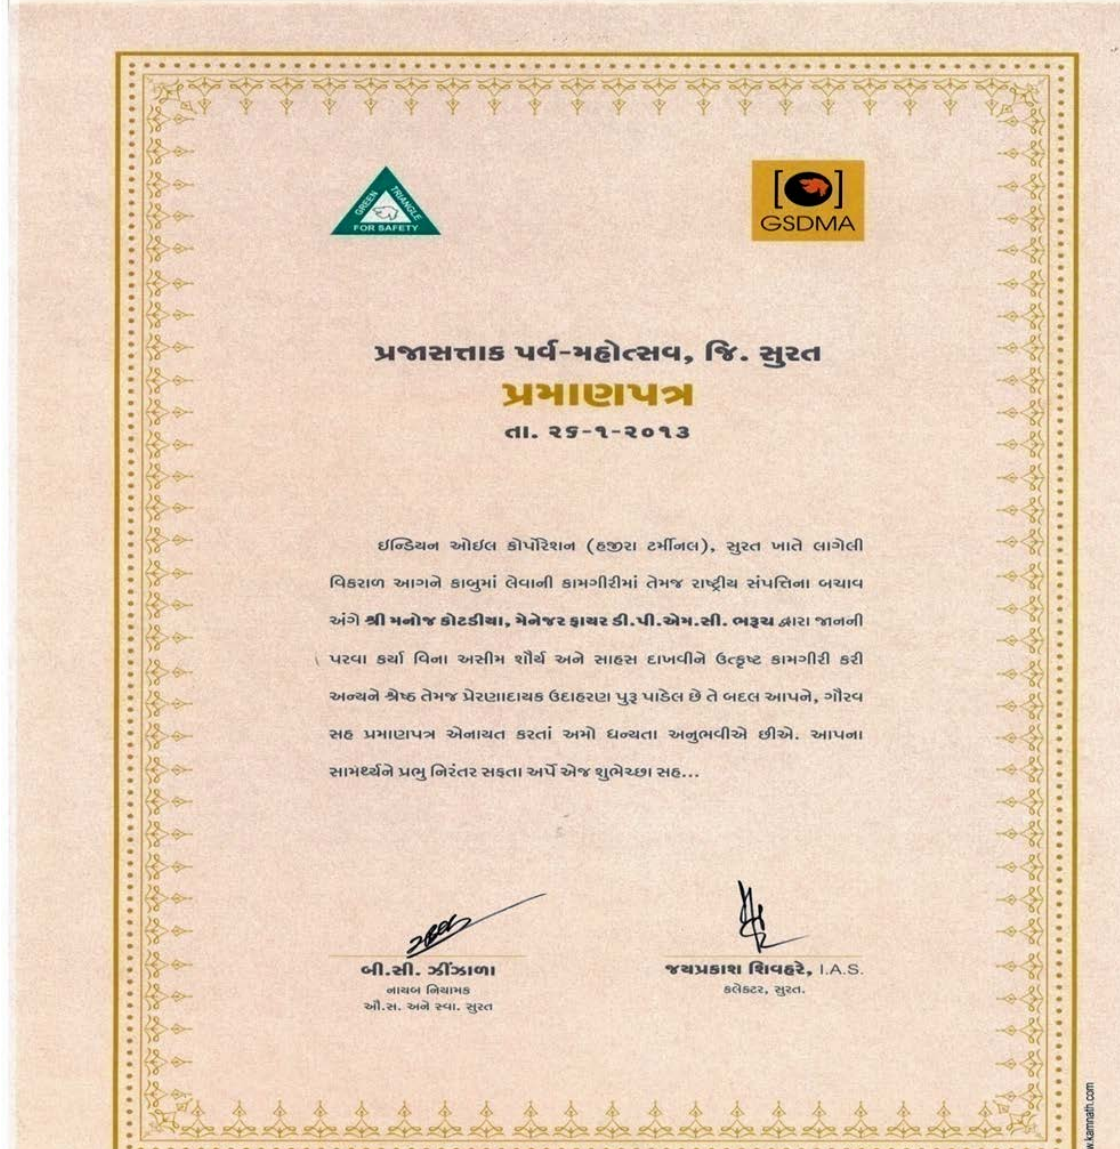 GREEN TRIANGLE
FOR SAFETY
GSDMA
પ્રજાસત્તાક પર્વ-મહોત્સવ, જિ. સુરત
પ્રમાણપત્ર
તા. ૨૬-૧-૨૦૧૩
ઇન્ડિયન ઓઇલ કોર્પોરેશન (હજીરા ટર્મીનલ), સુરત ખાતે લાગેલી
વિકરાળ આગને કાબુમાં લેવાની કામગીરીમાં તેમજ રાષ્ટ્રીય સંપત્તિના બચાવ
અંગે શ્રી મનોજ કોટડીયા, મેનેજર ફાયર ડી.પી.એમ.સી. ભરૂચ દ્વારા જાનની
પરવા કર્યા વિના અસીમ શૌર્ય અને સાહસ દાખવીને ઉત્કૃષ્ટ કામગીરી કરી
અન્યને શ્રેષ્ઠ તેમજ પ્રેરણાદાયક ઉદાહરણ પુરૂ પાડેલ છે તે બદલ આપને, ગૌરવ
સહ પ્રમાણપત્ર એનાયત કરતાં અમો ધન્યતા અનુભવીએ છીએ. આપના
સામર્થ્યને પ્રભુ નિરંતર સફતા અર્પે એજ શુભેચ્છા સહ...
બી.સી. ઝીંઝાળા
નાયબ નિયામક
ઔ.સ. અને સ્વા. સુરત
જયપ્રકાશ શિવહરે, I.A.S.
કલેક્ટર, સુરત.
w.kamnath.com